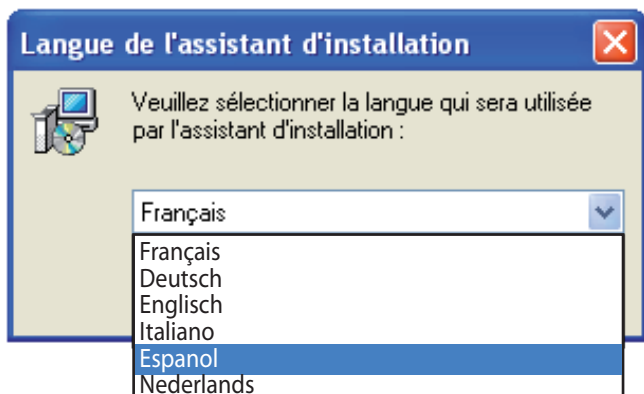 Langue de l'assistant d'installation
Veuillez sélectionner la langue qui sera utilisée
par l'assistant d'installation :
Français
Français
Deutsch
Englisch
Italiano
Espanol
Nederlands